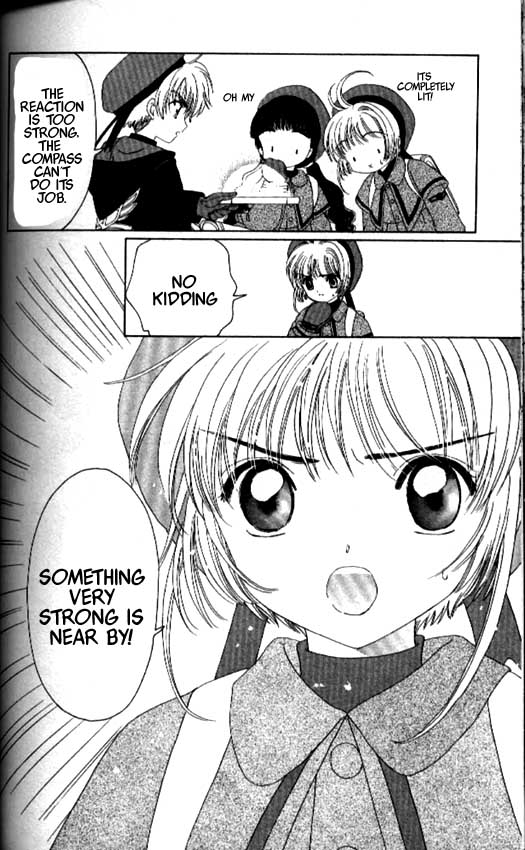 ITS
COMPLETELY
LIT!
OH MY
THE
REACTION
IS TOO
STRONG.
THE
COMPASS
CAN'T
DO ITS
JOB.
NO
KIDDING
SOMETHING
VERY
STRONG IS
NEAR BY!